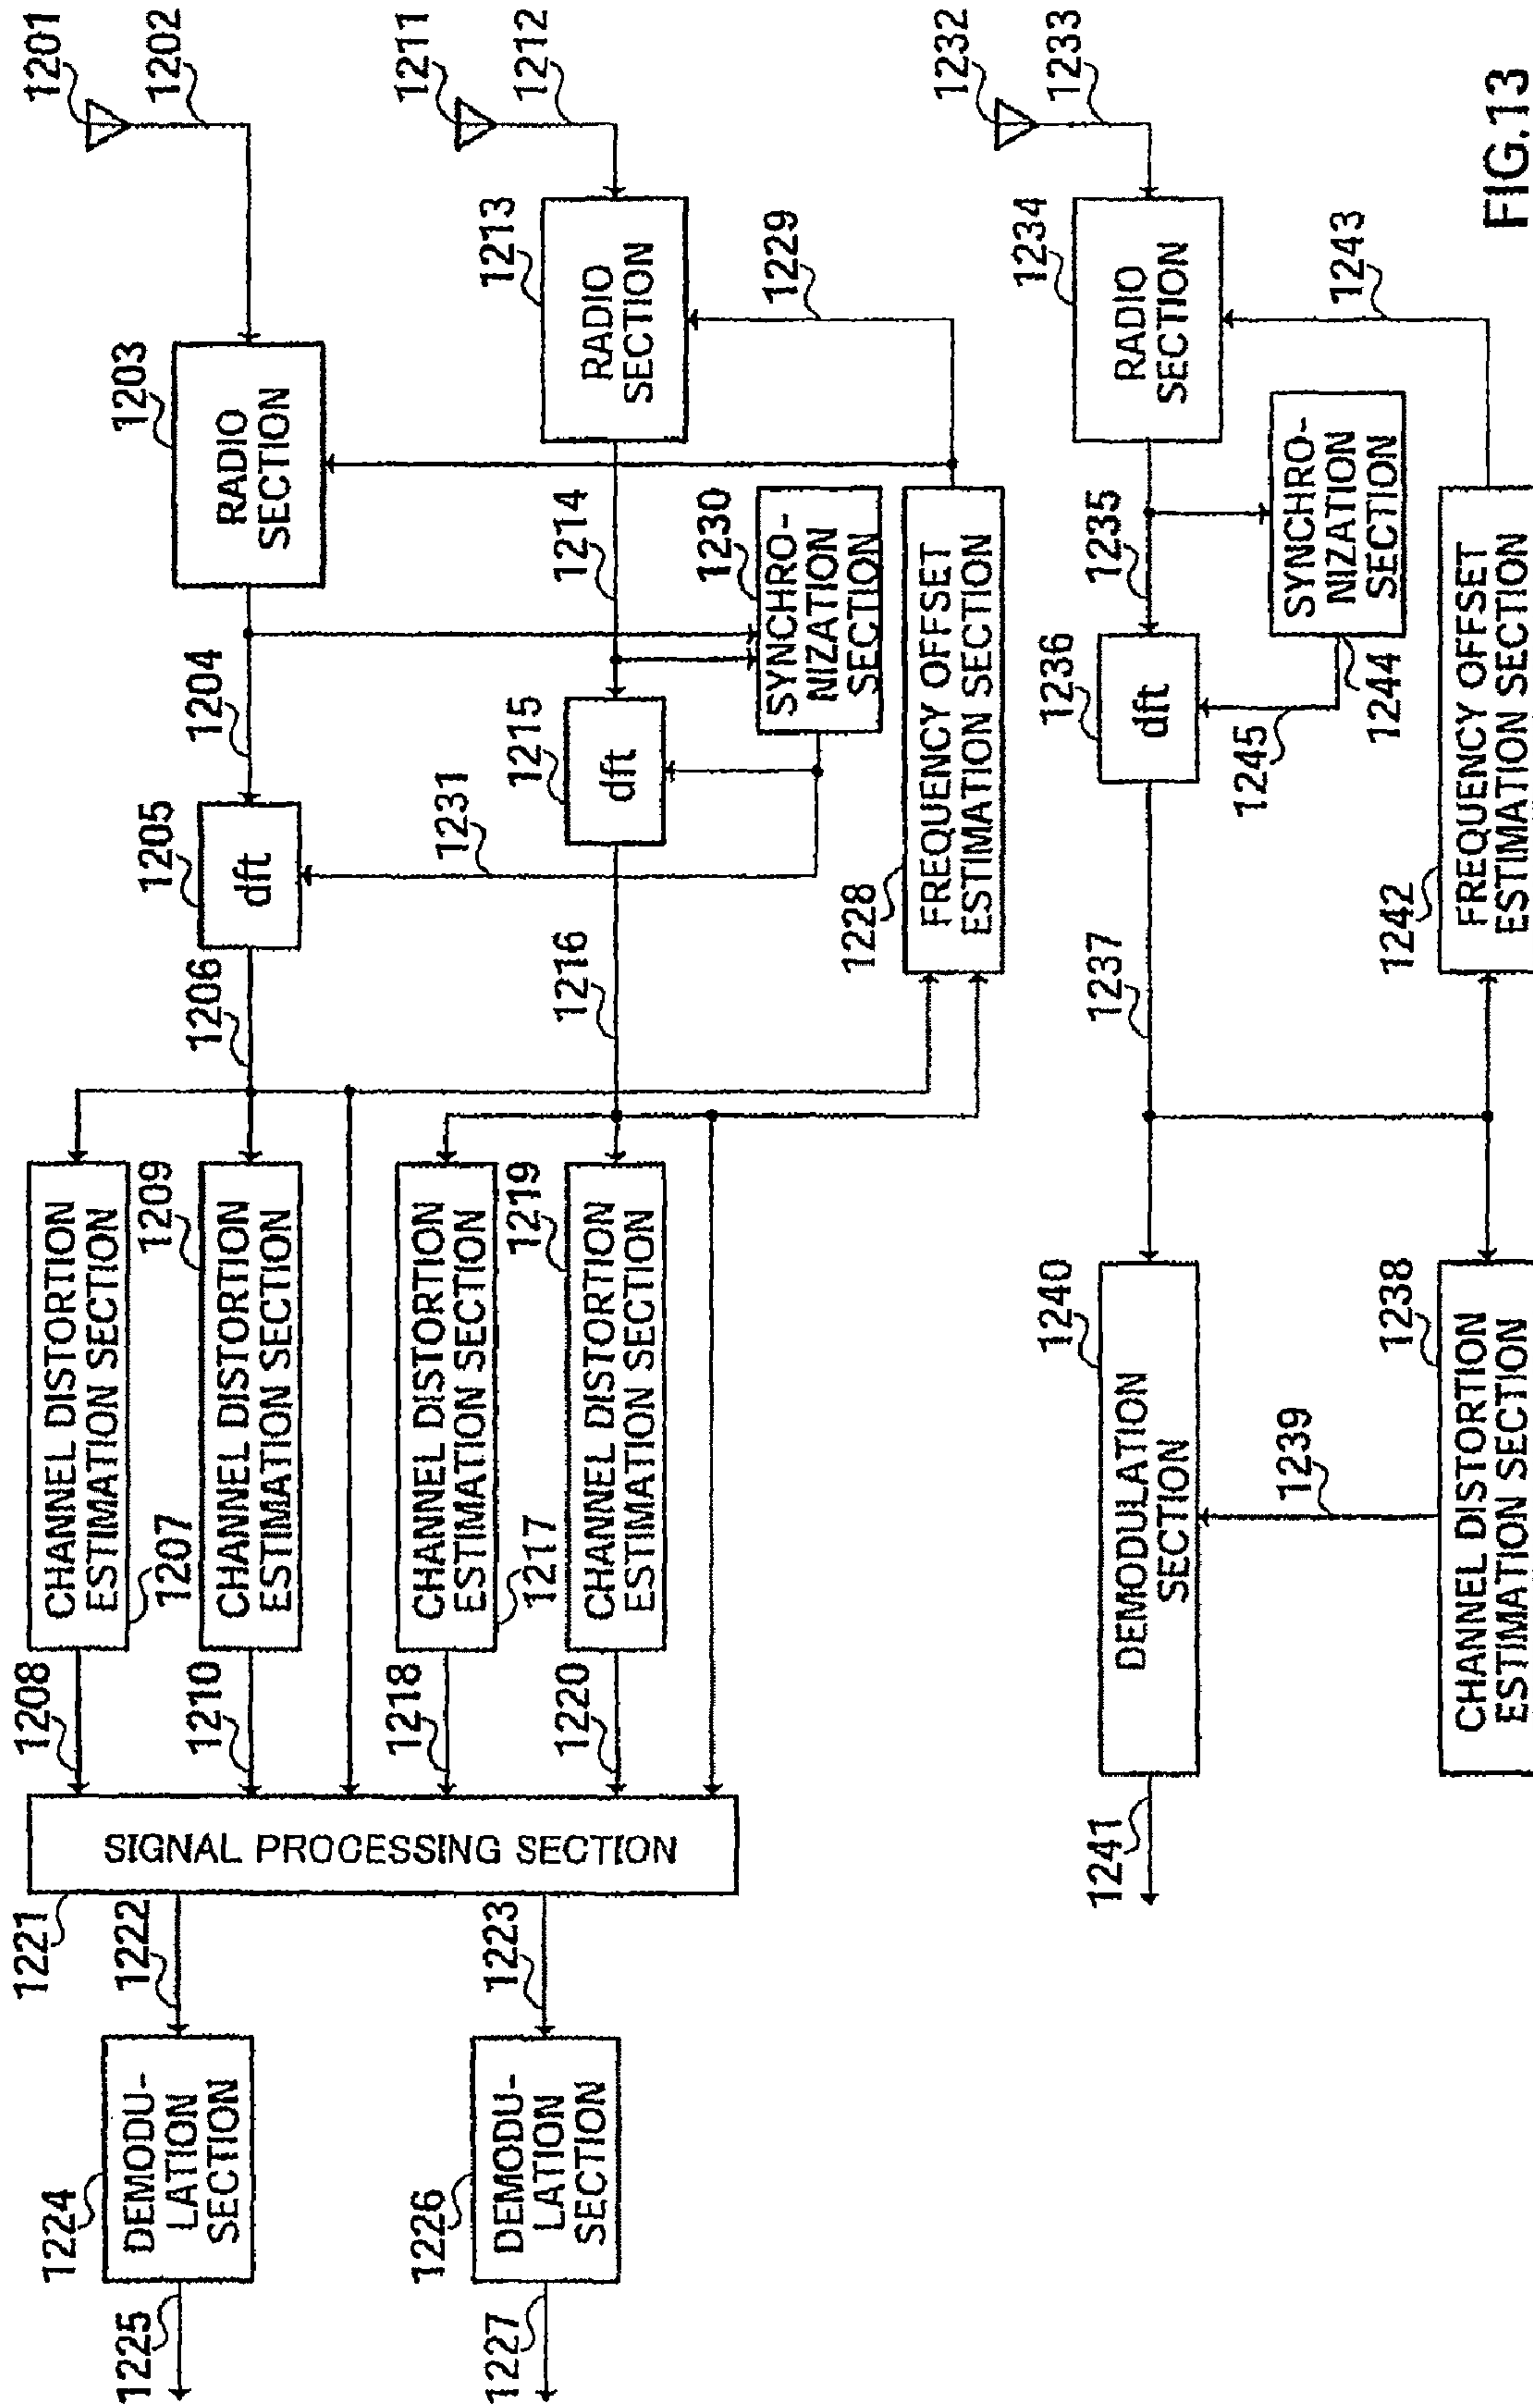 1201
1202
1203
RADIO
SECTION
1204
1205
dft
1206
CHANNEL DISTORTION
ESTIMATION SECTION
1207
1208
1209
CHANNEL DISTORTION
ESTIMATION SECTION
1210
1211
1212
1213
RADIO
SECTION
1214
1215
dft
1216
CHANNEL DISTORTION
ESTIMATION SECTION
1217
1218
1219
CHANNEL DISTORTION
ESTIMATION SECTION
1220
SIGNAL PROCESSING SECTION
1221
1222
1223
1224
DEMODU-
LATION
SECTION
1225
1226
DEMODU-
LATION
SECTION
1227
1228
FREQUENCY OFFSET
ESTIMATION SECTION
1229
1230
SYNCHRO-
NIZATION
SECTION
1231
1232
1233
1234
RADIO
SECTION
1235
1236
dft
1237
1238
CHANNEL DISTORTION
ESTIMATION SECTION
1239
1240
DEMODULATION
SECTION
1241
1242
FREQUENCY OFFSET
ESTIMATION SECTION
1243
SYNCHRO-
NIZATION
SECTION
1244
1245
FIG.13